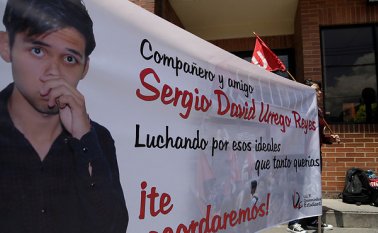 Compañero y amigo
Sergio David Urrego Reyes
Luchando por esos ideales
que tanto querías
¡te
recordaremos!